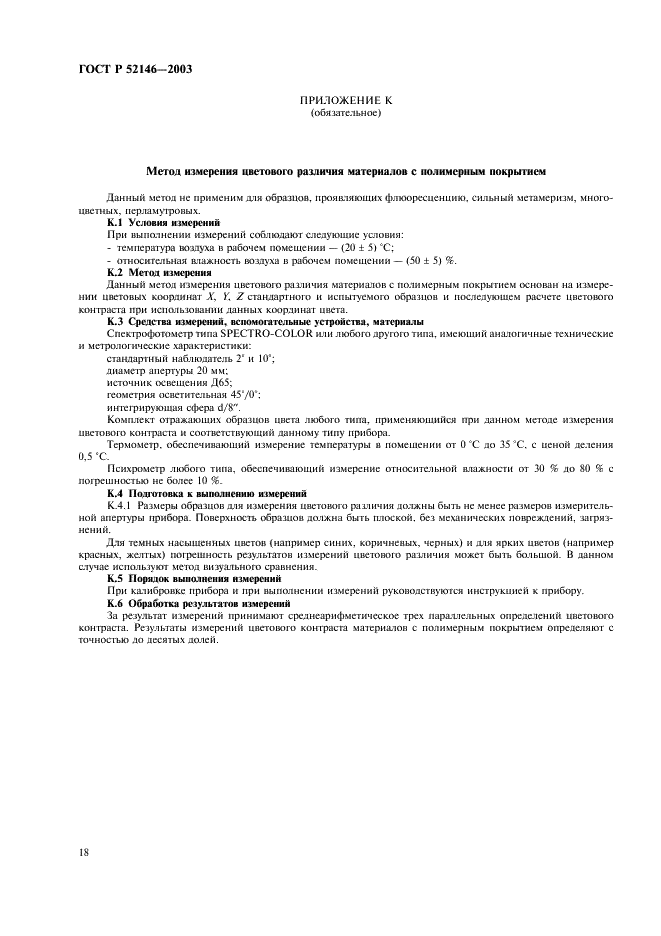 ГОСТ Р 52146—2003
ПРИЛОЖЕНИЕ К
(обязательное)
Метод измерения цветового различия материалов с полимерным покрытием
Данный метод не применим для образцов, проявляющих флюоресценцию, сильный метамеризм, много-
цветных, перламутровых.
К.1 Условия измерений
При выполнении измерений соблюдают следующие условия:
- температура воздуха в рабочем помещении — (20 ± 5) °С;
- относительная влажность воздуха в рабочем помещении — (50 ± 5) %.
К.2 Метод измерения
Данный метод измерения цветового различия материалов с полимерным покрытием основан на измере-
нии цветовых координат X, Y, Z стандартного и испытуемого образцов и последующем расчете цветового
контраста при использовании данных координат цвета.
К.3 Средства измерений, вспомогательные устройства, материалы
Спектрофотометр типа SPECTRO-COLOR или любого другого типа, имеющий аналогичные технические
и метрологические характеристики:
стандартный наблюдатель 2° и 10°;
диаметр апертуры 20 мм;
источник освещения Д65;
геометрия осветительная 45°/0°;
интегрирующая сфера d/8″.
Комплект отражающих образцов цвета любого типа, применяющийся при данном методе измерения
цветового контраста и соответствующий данному типу прибора.
Термометр, обеспечивающий измерение температуры в помещении от 0 °С до 35 °С, с ценой деления
0,5 °С.
Психрометр любого типа, обеспечивающий измерение относительной влажности от 30 % до 80 % с
погрешностью не более 10 %.
К.4 Подготовка к выполнению измерений
К.4.1 Размеры образцов для измерения цветового различия должны быть не менее размеров измеритель-
ной апертуры прибора. Поверхность образцов должна быть плоской, без механических повреждений, загряз-
нений.
Для темных насыщенных цветов (например синих, коричневых, черных) и для ярких цветов (например
красных, желтых) погрешность результатов измерений цветового различия может быть большой. В данном
случае используют метод визуального сравнения.
К.5 Порядок выполнения измерений
При калибровке прибора и при выполнении измерений руководствуются инструкцией к прибору.
К.6 Обработка результатов измерений
За результат измерений принимают среднеарифметическое трех параллельных определений цветового
контраста. Результаты измерений цветового контраста материалов с полимерным покрытием определяют с
точностью до десятых долей.
18